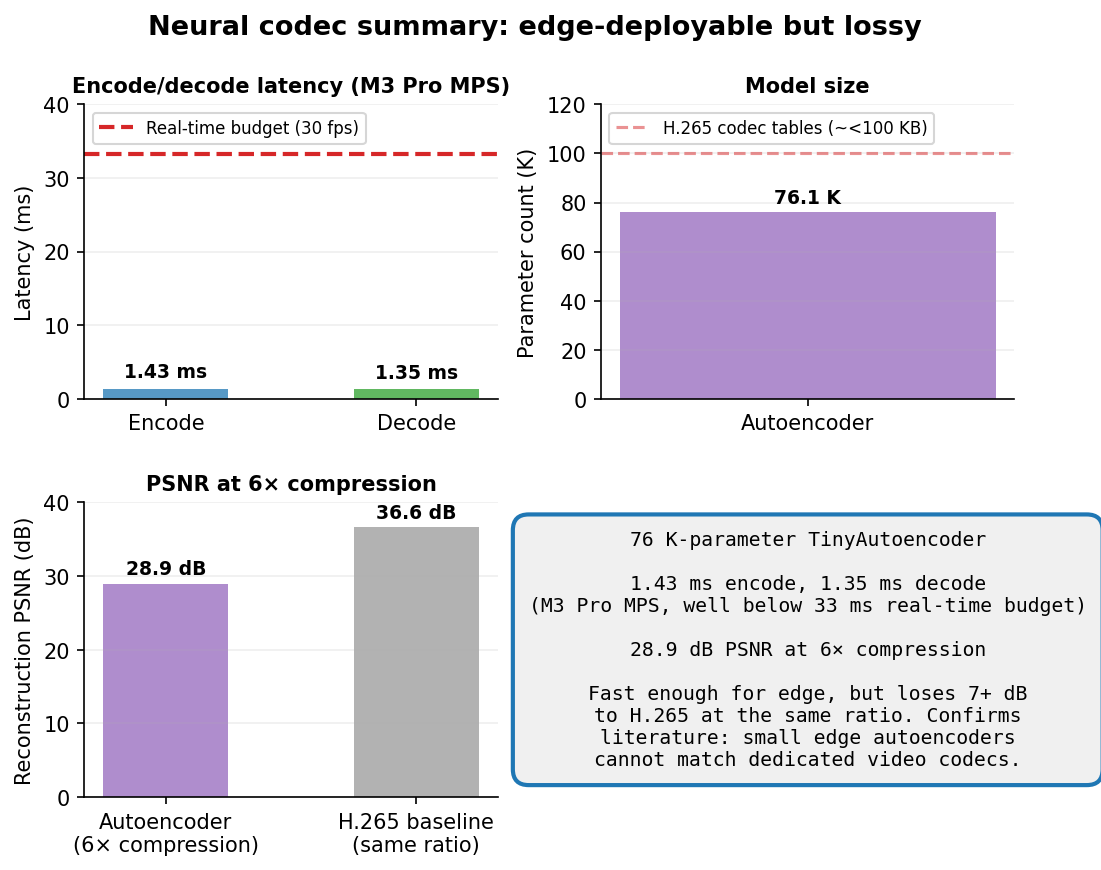 Neural codec summary: edge-deployable but lossy
Encode/decode latency (M3 Pro MPS)
40
30
20
10
0
Latency (ms)
Real-time budget (30 fps)
1.43 ms
1.35 ms
Encode
Decode
Model size
120
100
80
60
40
20
0
Parameter count (K)
H.265 codec tables (~<100 KB)
76.1 K
Autoencoder
PSNR at 6× compression
40
30
20
10
0
Reconstruction PSNR (dB)
28.9 dB
36.6 dB
Autoencoder
(6× compression)
H.265 baseline
(same ratio)
76 K-parameter TinyAutoencoder
1.43 ms encode, 1.35 ms decode
(M3 Pro MPS, well below 33 ms real-time budget)
28.9 dB PSNR at 6× compression
Fast enough for edge, but loses 7+ dB
to H.265 at the same ratio. Confirms
literature: small edge autoencoders
cannot match dedicated video codecs.